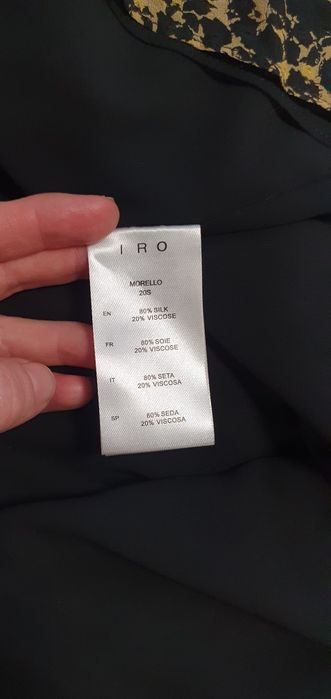 IRO
MORELLO
20S
EN 80% SILK
20% VISCOSE
FR 80% SOIE
20% VISCOSE
IT 80% SETA
20% VISCOSA
SP 80% SEDA
20% VISCOSA